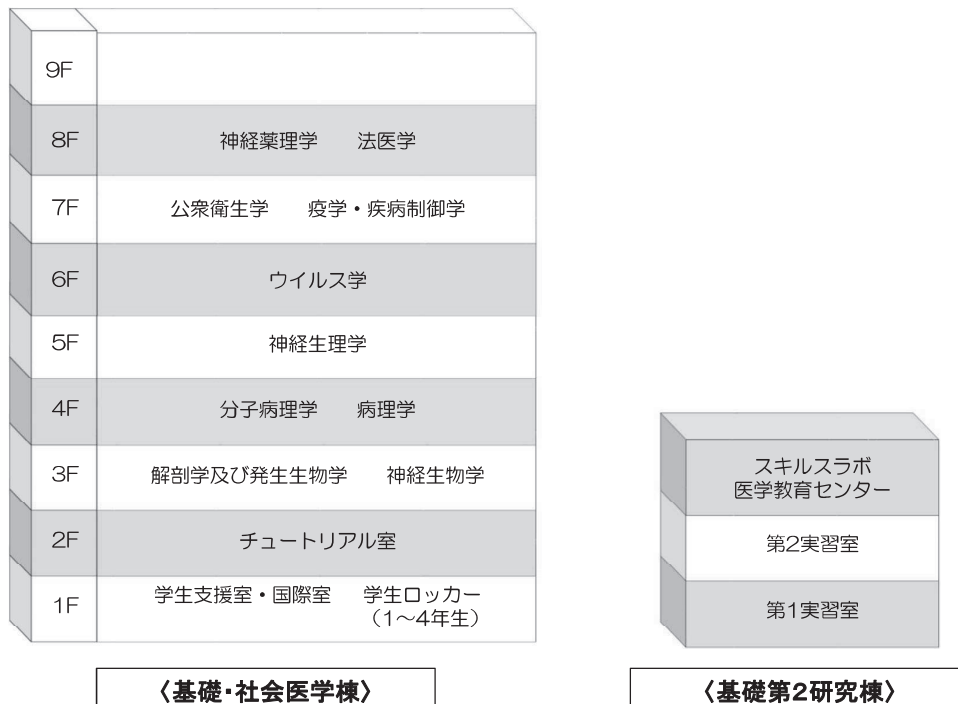 9F
8F 神経薬理学 法医学
7F 公衆衛生学 疫学・疾病制御学
6F ウイルス学
5F 神経生理学
4F 分子病理学 病理学
3F 解剖学及び発生生物学 神経生物学
2F チュートリアル室
1F 学生支援室・国際室 学生ロッカー
（1～4年生）
〈基礎・社会医学棟〉
スキルスラボ
医学教育センター
第2実習室
第1実習室
〈基礎第2研究棟〉